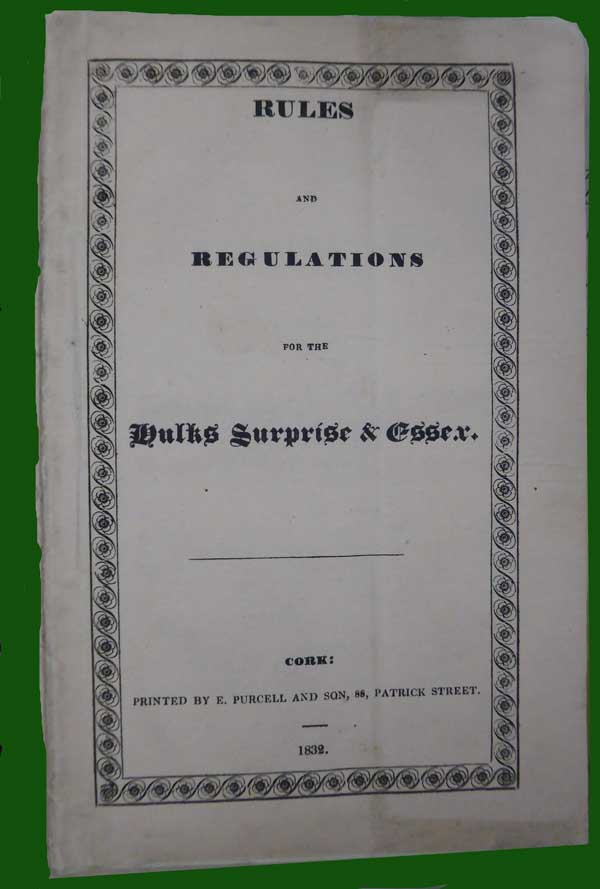 RULES
AND
REGULATIONS
FOR THE
Hulks Surprise & Essex.
CORK:
PRINTED BY E. PURCELL AND SON, 88, PATRICK STREET.
1832.